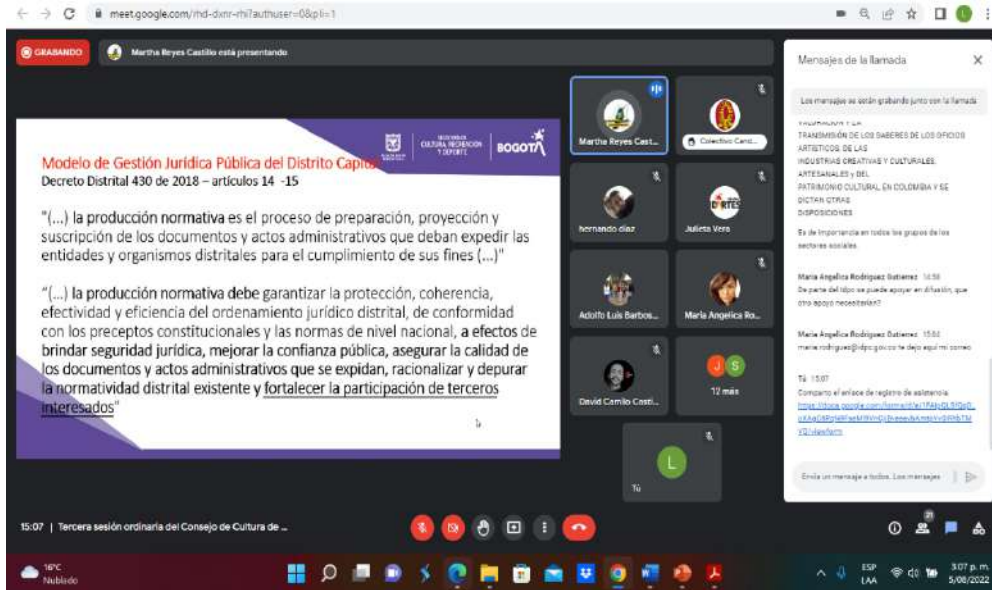 meet.google.com/rhd-dxnr-rhi?authuser=0&pli=1
GRABANDO
Martha Reyes Castillo está presentando
Modelo de Gestión Jurídica Pública del Distrito Capital
Decreto Distrital 430 de 2018 – artículos 14 -15
CULTURA, RECREACIÓN
Y DEPORTE
BOGOTÁ
"(...) la producción normativa es el proceso de preparación, proyección y
suscripción de los documentos y actos administrativos que deban expedir las
entidades y organismos distritales para el cumplimiento de sus fines (...)"
"(...) la producción normativa debe garantizar la protección, coherencia,
efectividad y eficiencia del ordenamiento jurídico distrital, de conformidad
con los preceptos constitucionales y las normas de nivel nacional, a efectos de
brindar seguridad jurídica, mejorar la confianza pública, asegurar la calidad de
los documentos y actos administrativos que se expidan, racionalizar y depurar
la normatividad distrital existente y fortalecer la participación de terceros
interesados"
Martha Reyes Cast...
Colectivo Canc...
hernando diaz
Julieta Vera
Adolfo Luis Barbos...
Maria Angelica Ro...
David Camilo Casti...
J S
12 más
L
Tú
Mensajes de la llamada
Los mensajes se están grabando junto con la llamada
TRANSMISIÓN DE LOS SABERES DE LOS OFICIOS
ARTÍSTICOS, DE LAS
INDUSTRIAS CREATIVAS Y CULTURALES,
ARTESANALES y DEL
PATRIMONIO CULTURAL, EN COLOMBIA Y SE
DICTAN OTRAS
DISPOSICIONES
Es de importancia en todos los grupos de los
sectores sociales
Maria Angelica Rodriguez Gutierrez 14:58
De parte del idpc se puede apoyar en difusión, que
otro apoyo necesitarían?
Maria Angelica Rodriguez Gutierrez 15:04
te dejo aquí mi correo
Tú 15:07
Comparto el enlace de registro de asistencia
Envía un mensaje a todos. Los mensajes
15:07 | Tercera sesión ordinaria del Consejo de Cultura de ...
21
16°C
Nublado
ESP
LAA
3:07 p. m.
5/08/2022